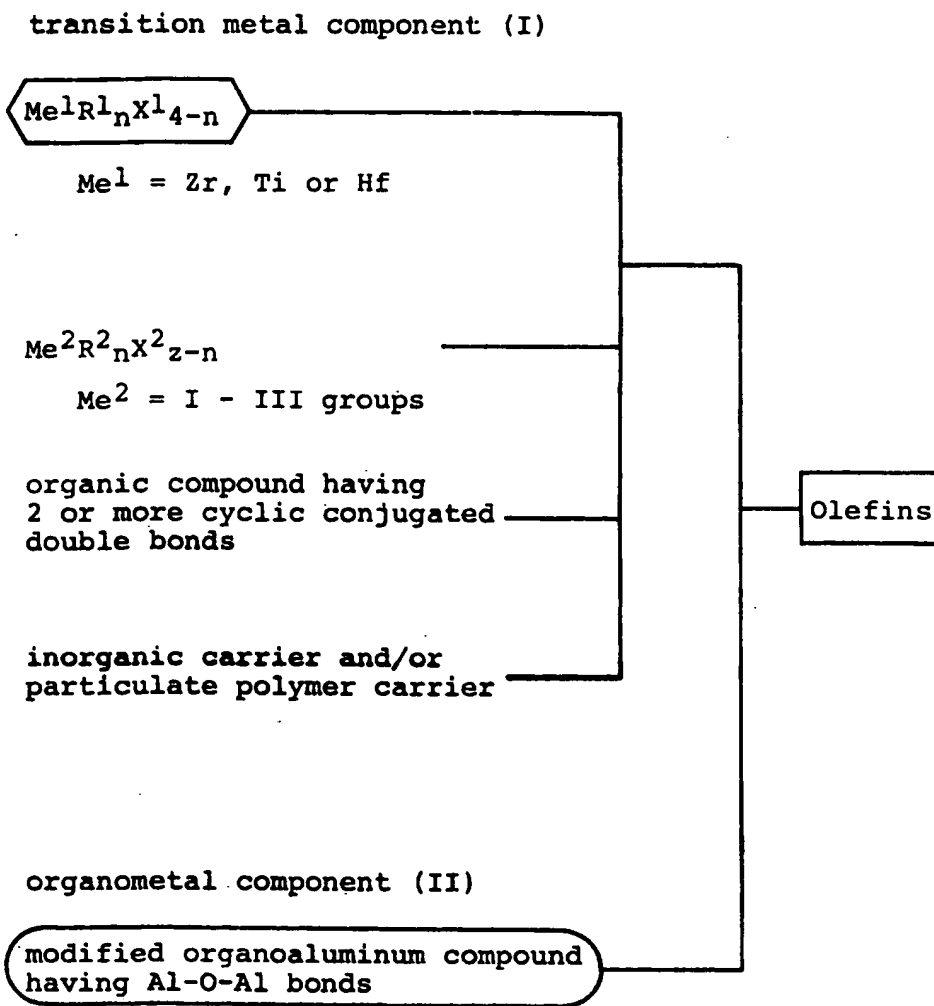 transition metal component (I)
Me¹R¹ₙX¹₄₋ₙ
Me¹ = Zr, Ti or Hf
Me²R²ₙX²z₋ₙ
Me² = I - III groups
organic compound having
2 or more cyclic conjugated
double bonds
Olefins
inorganic carrier and/or
particulate polymer carrier
organometal component (II)
modified organoaluminum compound
having Al-O-Al bonds